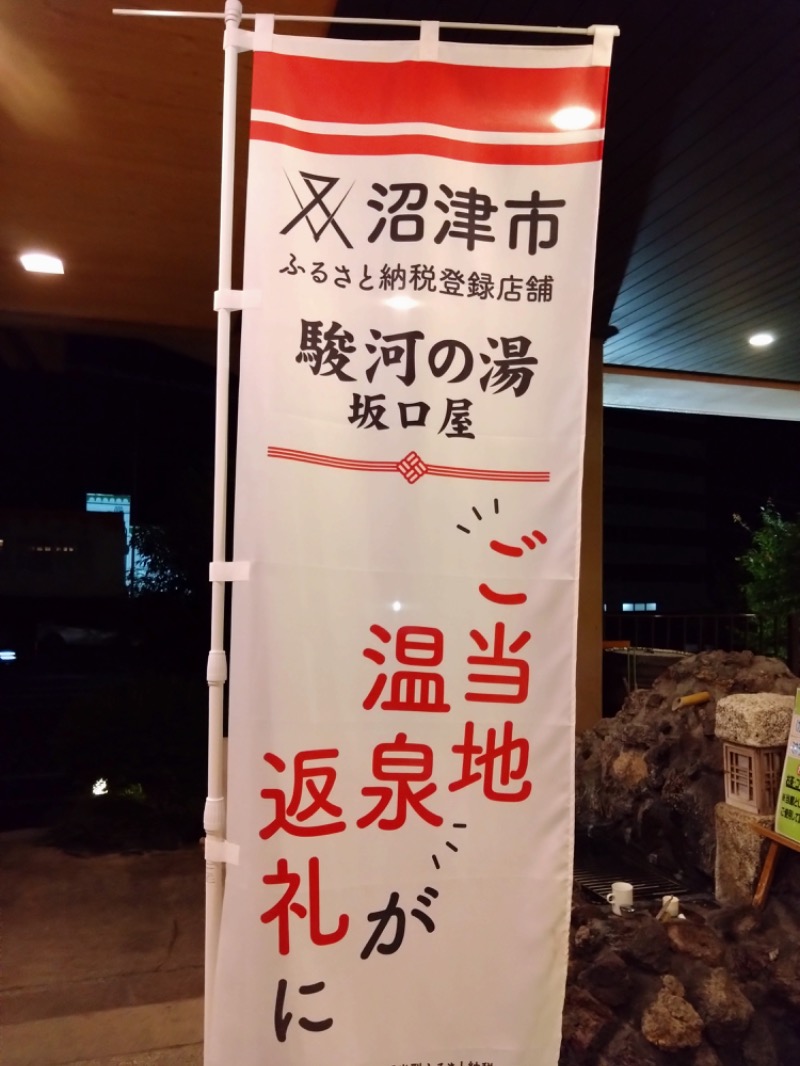 沼津市
ふるさと納税登録店舗
駿河の湯
坂口屋
ご当地
温泉が
返礼に